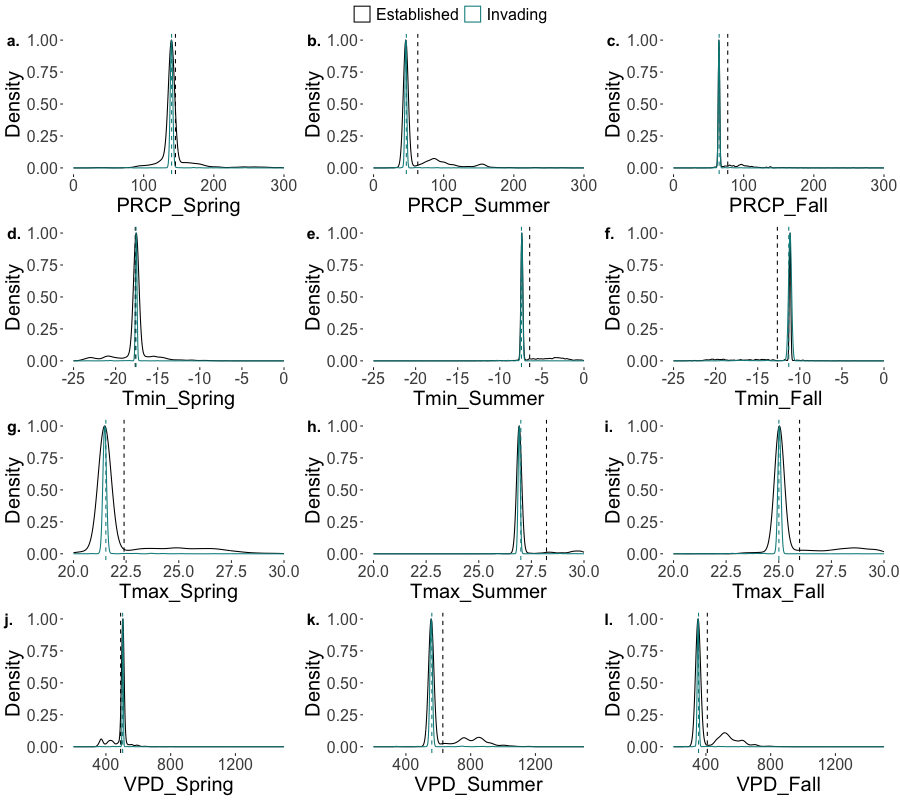 Established Invading
a. b. c.
1.00 1.00 1.00
0.75 0.75 0.75
0.50 0.50 0.50
0.25 0.25 0.25
0.00 0.00 0.00
Density Density Density
0 100 200 300 0 100 200 300 0 100 200 300
PRCP_Spring PRCP_Summer PRCP_Fall
d. e. f.
1.00 1.00 1.00
0.75 0.75 0.75
0.50 0.50 0.50
0.25 0.25 0.25
0.00 0.00 0.00
Density Density Density
-25 -20 -15 -10 -5 0 -25 -20 -15 -10 -5 0 -25 -20 -15 -10 -5 0
Tmin_Spring Tmin_Summer Tmin_Fall
g. h. i.
1.00 1.00 1.00
0.75 0.75 0.75
0.50 0.50 0.50
0.25 0.25 0.25
0.00 0.00 0.00
Density Density Density
20.0 22.5 25.0 27.5 30.0 20.0 22.5 25.0 27.5 30.0 20.0 22.5 25.0 27.5 30.0
Tmax_Spring Tmax_Summer Tmax_Fall
j. k. l.
1.00 1.00 1.00
0.75 0.75 0.75
0.50 0.50 0.50
0.25 0.25 0.25
0.00 0.00 0.00
Density Density Density
400 800 1200 400 800 1200 400 800 1200
VPD_Spring VPD_Summer VPD_Fall